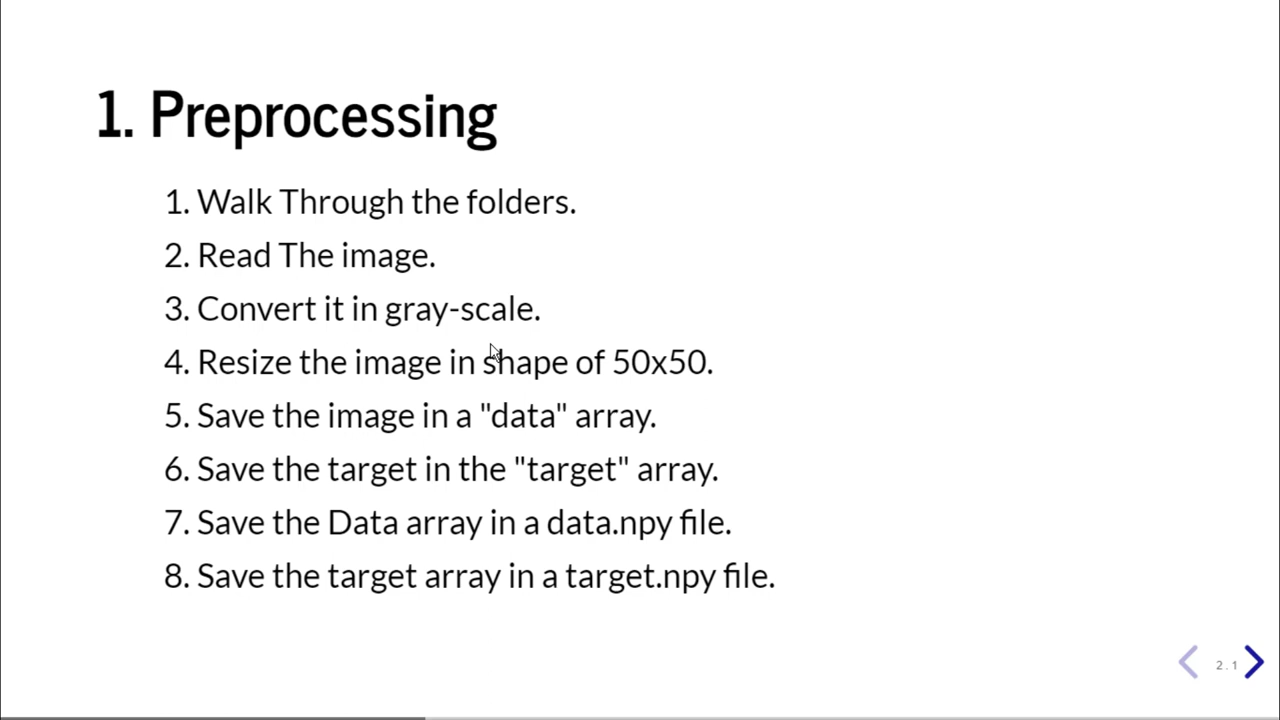 1. Preprocessing
1. Walk Through the folders.
2. Read The image.
3. Convert it in gray-scale.
4. Resize the image in shape of 50x50.
5. Save the image in a "data" array.
6. Save the target in the "target" array.
7. Save the Data array in a data.npy file.
8. Save the target array in a target.npy file.
2.1